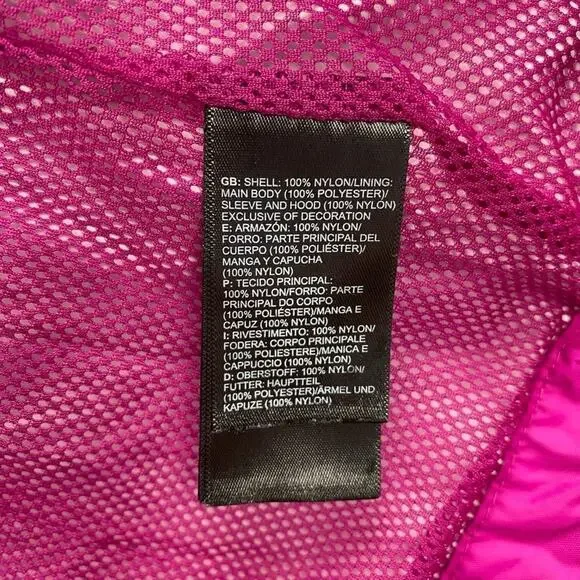 GB: SHELL: 100% NYLON/LINING:
MAIN BODY (100% POLYESTER)/
SLEEVE AND HOOD (100% NYLON)
EXCLUSIVE OF DECORATION
E: ARMAZÓN: 100% NYLON/
FORRO: PARTE PRINCIPAL DEL
CUERPO (100% POLIÉSTER)/
MANGA Y CAPUCHA
(100% NYLON)
P: TECIDO PRINCIPAL:
100% NYLON/FORRO: PARTE
PRINCIPAL DO CORPO
(100% POLIÉSTER)/MANGA E
CAPUZ (100% NYLON)
I: RIVESTIMENTO: 100% NYLON/
FODERA: CORPO PRINCIPALE
(100% POLIESTERE)/MANICA E
CAPPUCCIO (100% NYLON)
D: OBERSTOFF: 100% NYLON/
FUTTER: HAUPTTEIL
(100% POLYESTER)/ÄRMEL UND
KAPUZE (100% NYLON)